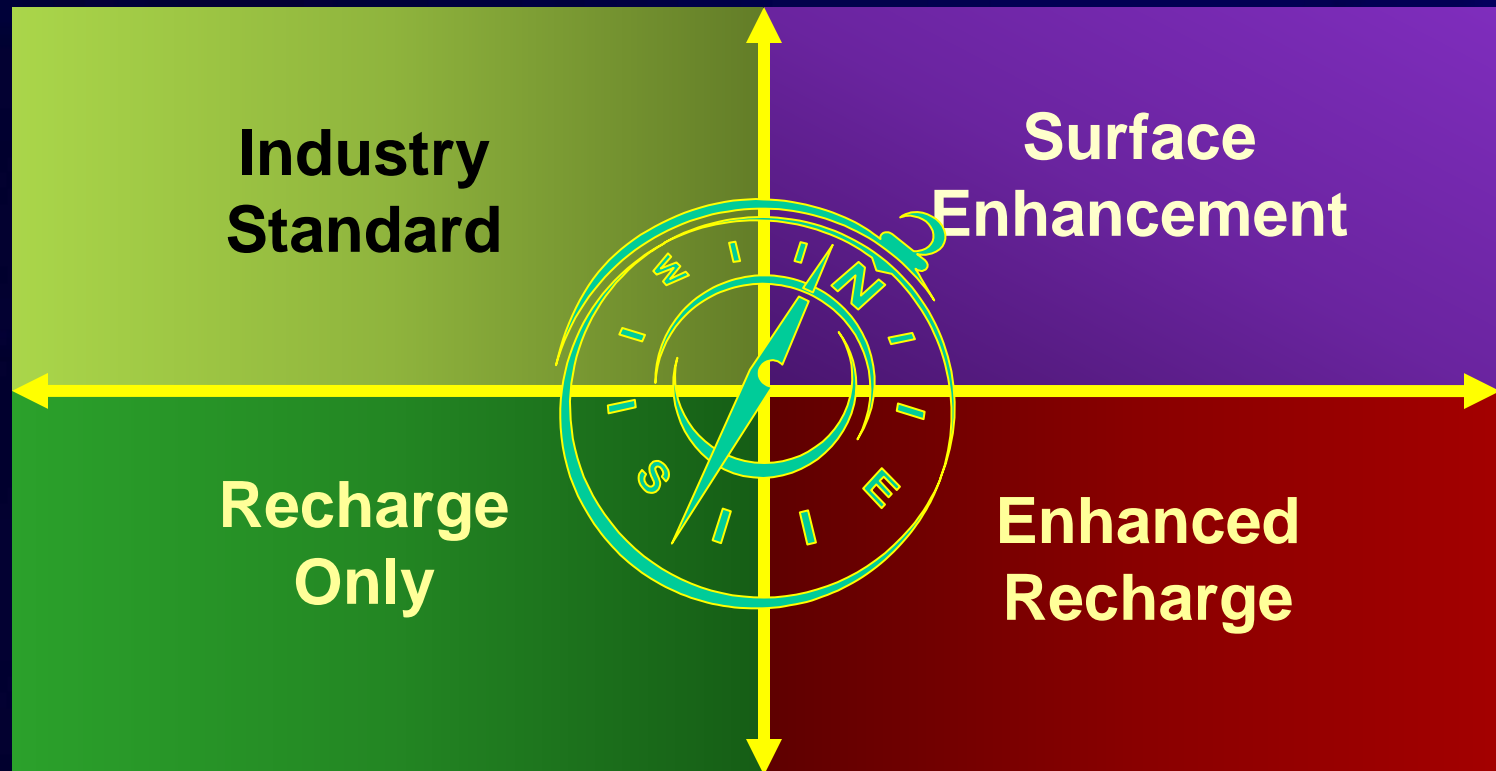 Industry
Standard
Surface
Enhancement
W
N
S
E
Recharge
Only
Enhanced
Recharge